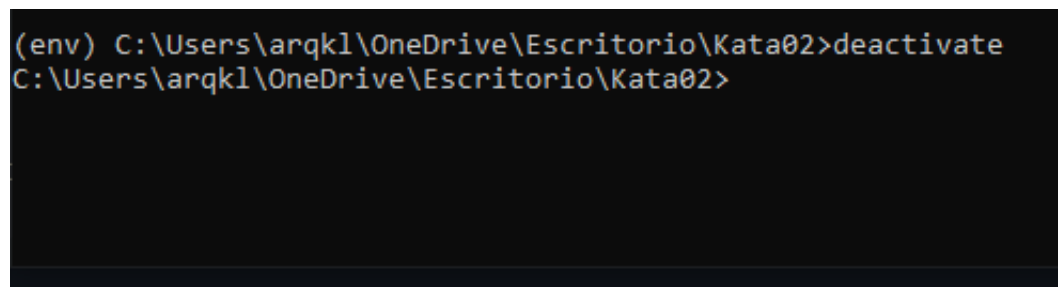 (env) C:\Users\arqkl\OneDrive\Escritorio\Kata02>deactivate
C:\Users\arqkl\OneDrive\Escritorio\Kata02>